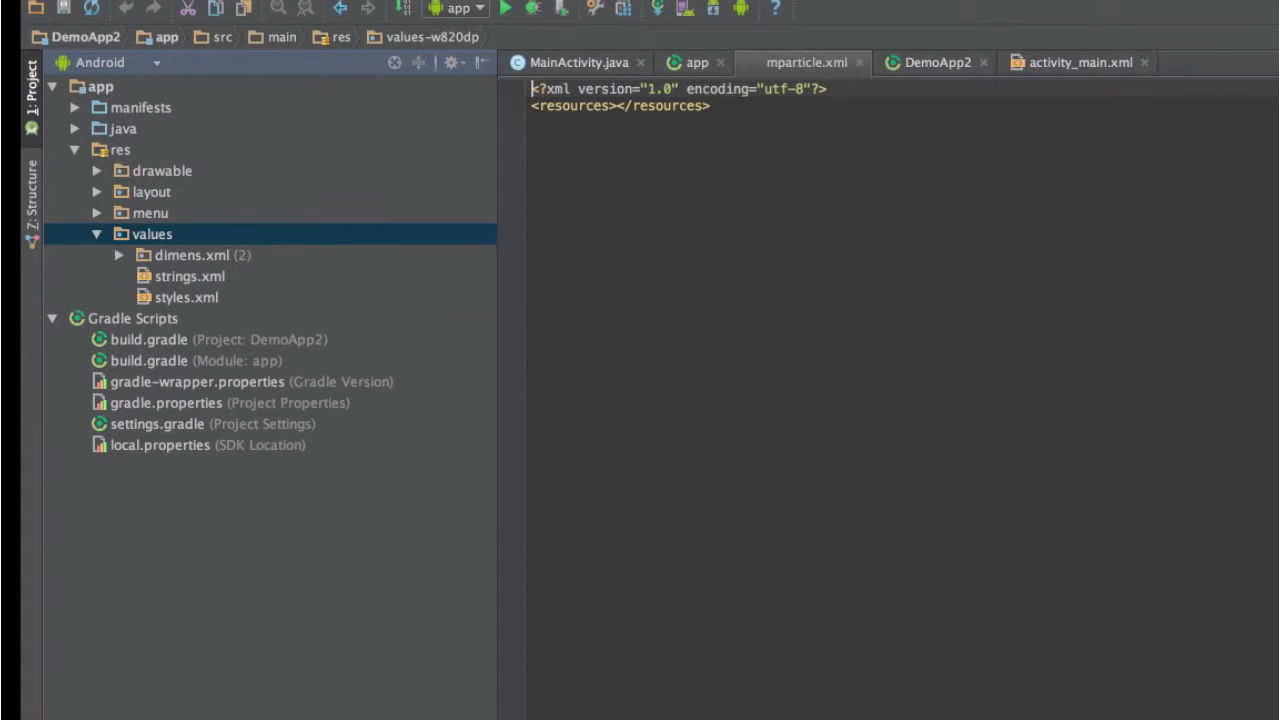 app
DemoApp2 app src main res values-w820dp
1: Project
Z: Structure
Android
app
manifests
java
res
drawable
layout
menu
values
dimens.xml (2)
strings.xml
styles.xml
Gradle Scripts
build.gradle (Project: DemoApp2)
build.gradle (Module: app)
gradle-wrapper.properties (Gradle Version)
gradle.properties (Project Properties)
settings.gradle (Project Settings)
local.properties (SDK Location)
MainActivity.java app mparticle.xml DemoApp2 activity_main.xml
<?xml version="1.0" encoding="utf-8"?>
<resources></resources>